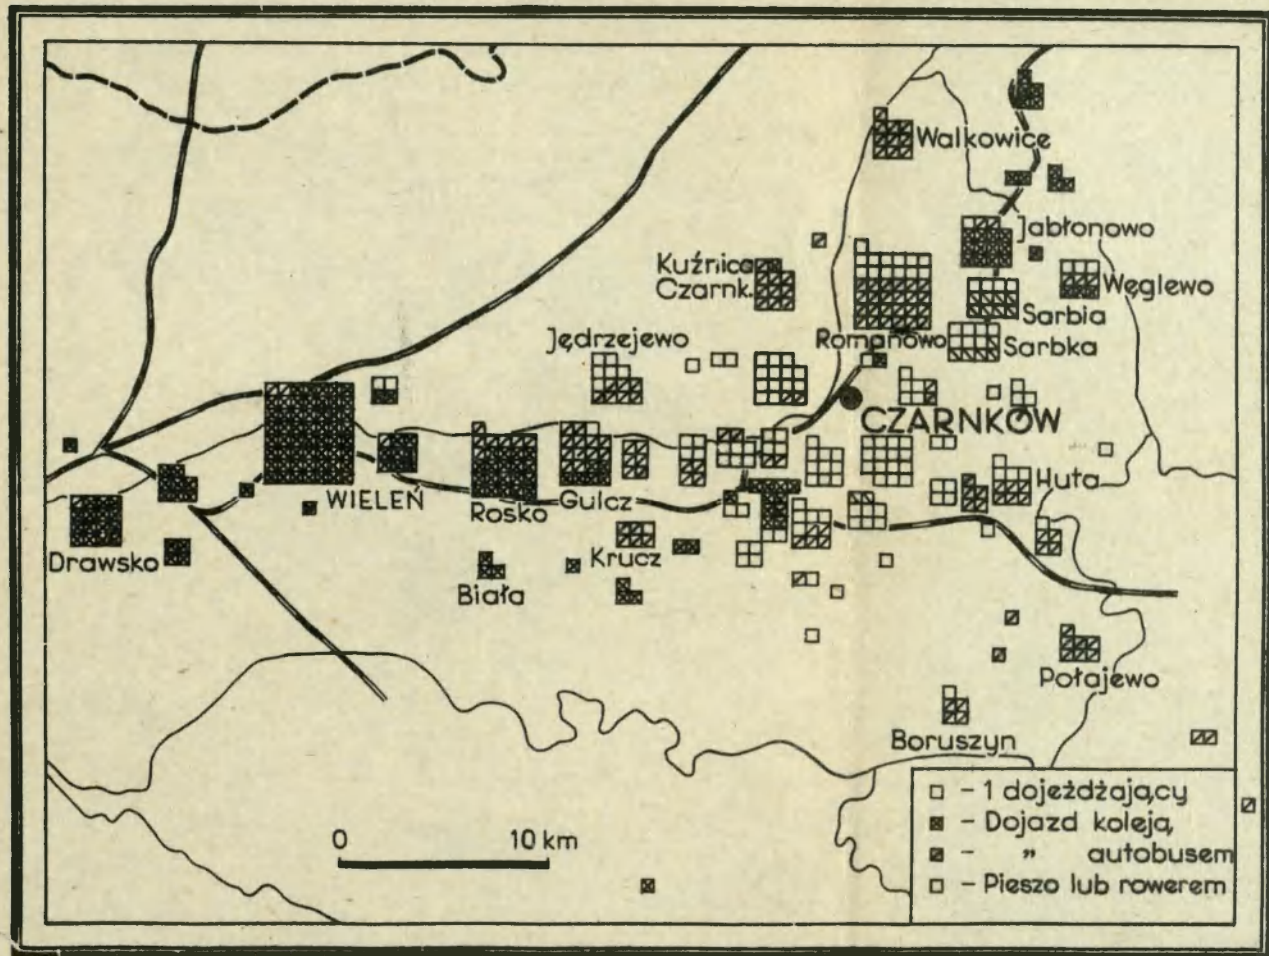 Walkowice
Jabłonowo
Kuźnica
Czarnk.
Węglewo
Sarbia
Jędrzejewo
Romanowo
Sarbka
CZARNKÓW
WIELEŃ
Rosko
Gulcz
Huta
Drawsko
Krucz
Biała
Połajewo
Boruszyn
0 10 km
□ - 1 dojeżdżający
- Dojazd koleją
- " autobusem
□ - Pieszo lub rowerem